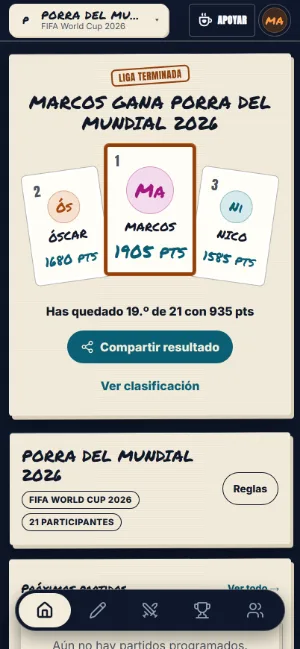 P
PORRA DEL MU...
FIFA World Cup 2026
APOYAR
MA
LIGA TERMINADA
MARCOS GANA PORRA DEL
MUNDIAL 2026
1
MA
MARCOS
1905 PTS
2
ÓS
ÓSCAR
1680 PTS
3
NI
NICO
1585 PTS
Has quedado 19.º de 21 con 935 pts
Compartir resultado
Ver clasificación
PORRA DEL MUNDIAL
2026
FIFA WORLD CUP 2026
21 PARTICIPANTES
Reglas
Próximos partidos
Ver todo →
Aún no hay partidos programados.